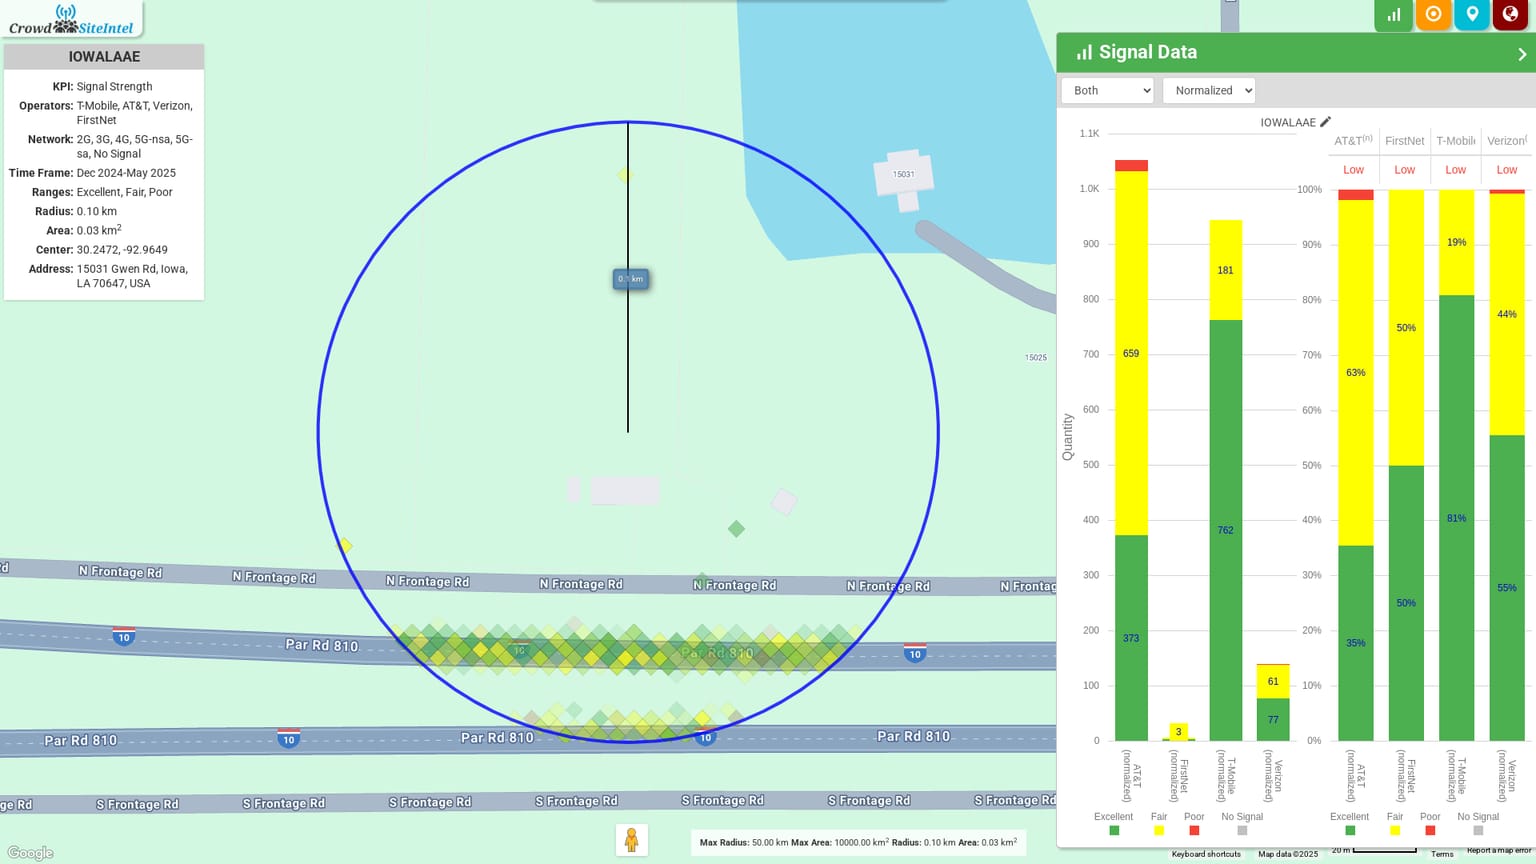 CrowdSiteIntel
IOWALAAE
KPI: Signal Strength
Operators: T-Mobile, AT&T, Verizon,
FirstNet
Network: 2G, 3G, 4G, 5G-nsa, 5G-
sa, No Signal
Time Frame: Dec 2024-May 2025
Ranges: Excellent, Fair, Poor
Radius: 0.10 km
Area: 0.03 km2
Center: 30.2472, -92.9649
Address: 15031 Gwen Rd, Iowa,
LA 70647, USA
15031
0.1 km
15025
d
N Frontage Rd
N Frontage Rd
N Frontage Rd
N Frontage Rd
N Frontage Rd
N Frontage Rd
N Frontag
10
Par Rd 810
10
Par Rd 810
10
Par Rd 810
10
Par Rd 810
10
Par Rd 810
ge Rd
S Frontage Rd
S Frontage Rd
S Frontage Rd
S Frontage Rd
S Frontage Rd
S Frontage Rd
S Frontage Rd
Google
Max Radius: 50.00 km Max Area: 10000.00 km2 Radius: 0.10 km Area: 0.03 km2
Signal Data
Both
Normalized
IOWALAAE
1.1K
1.0K
900
800
700
600
500
400
300
200
100
0
Quantity
659
373
3
181
762
61
77
AT&T
(normalized)
FirstNet
(normalized)
T-Mobile
(normalized)
Verizon
(normalized)
Excellent
Fair
Poor
No Signal
AT&T(n)
FirstNet
T-Mobile
Verizon(
Low
Low
Low
Low
100%
90%
80%
70%
60%
50%
40%
30%
20%
10%
0%
63%
35%
50%
50%
19%
81%
44%
55%
AT&T
(normalized)
FirstNet
(normalized)
T-Mobile
(normalized)
Verizon
(normalized)
Excellent
Fair
Poor
No Signal
Keyboard shortcuts
Map data ©2025
20 m
Terms
Report a map error